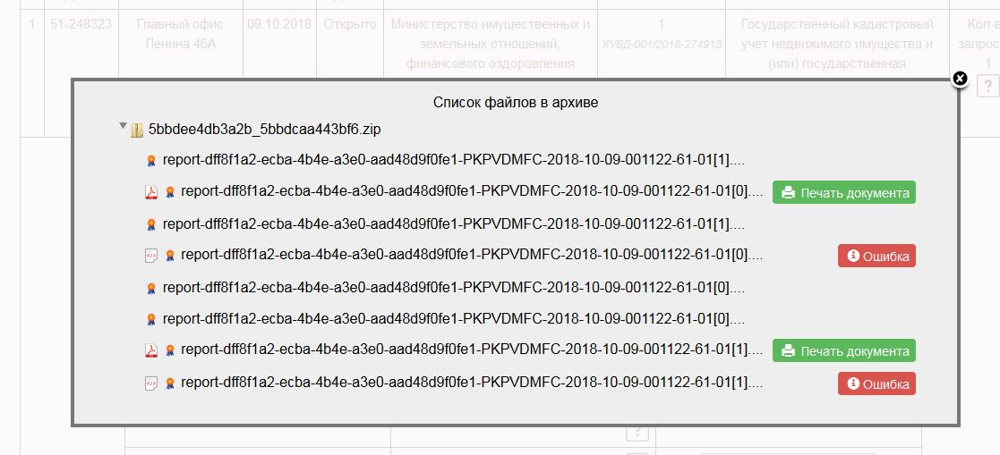 1 51-248323 Главный офис 09.10.2018 Открыто Министерство имущественных и 1 Государственный кадастровый Кол-в
Ленина 46А земельных отношений, КУВД-001/2018-274915 учет недвижимого имущества и запрос
финансового оздоровления (или) государственная 1
?
Список файлов в архиве
5bbdee4db3a2b_5bbdcaa443bf6.zip
report-dff8f1a2-ecba-4b4e-a3e0-aad48d9f0fe1-PKPVDMFC-2018-10-09-001122-61-01[1]....
report-dff8f1a2-ecba-4b4e-a3e0-aad48d9f0fe1-PKPVDMFC-2018-10-09-001122-61-01[0].... Печать документа
report-dff8f1a2-ecba-4b4e-a3e0-aad48d9f0fe1-PKPVDMFC-2018-10-09-001122-61-01[1]....
report-dff8f1a2-ecba-4b4e-a3e0-aad48d9f0fe1-PKPVDMFC-2018-10-09-001122-61-01[0].... Ошибка
report-dff8f1a2-ecba-4b4e-a3e0-aad48d9f0fe1-PKPVDMFC-2018-10-09-001122-61-01[0]....
report-dff8f1a2-ecba-4b4e-a3e0-aad48d9f0fe1-PKPVDMFC-2018-10-09-001122-61-01[0]....
report-dff8f1a2-ecba-4b4e-a3e0-aad48d9f0fe1-PKPVDMFC-2018-10-09-001122-61-01[1].... Печать документа
report-dff8f1a2-ecba-4b4e-a3e0-aad48d9f0fe1-PKPVDMFC-2018-10-09-001122-61-01[1].... Ошибка
?